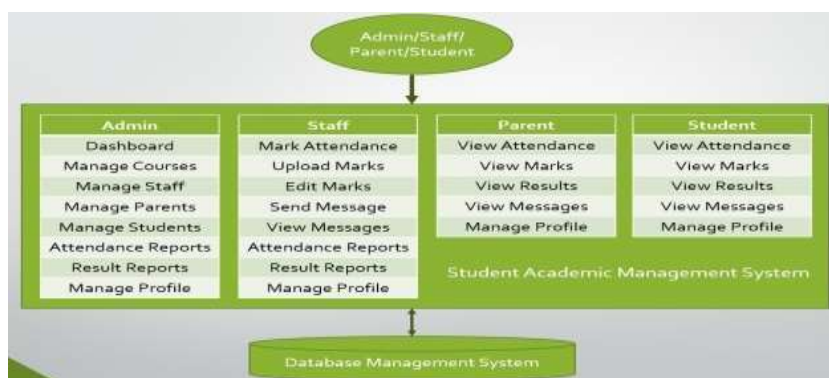 Admin/Staff/
Parent/Student
Admin
Dashboard
Manage Courses
Manage Staff
Manage Parents
Manage Students
Attendance Reports
Result Reports
Manage Profile
Staff
Mark Attendance
Upload Marks
Edit Marks
Send Message
View Messages
Attendance Reports
Result Reports
Manage Profile
Parent
View Attendance
View Marks
View Results
View Messages
Manage Profile
Student
View Attendance
View Marks
View Results
View Messages
Manage Profile
Student Academic Management System
Database Management System